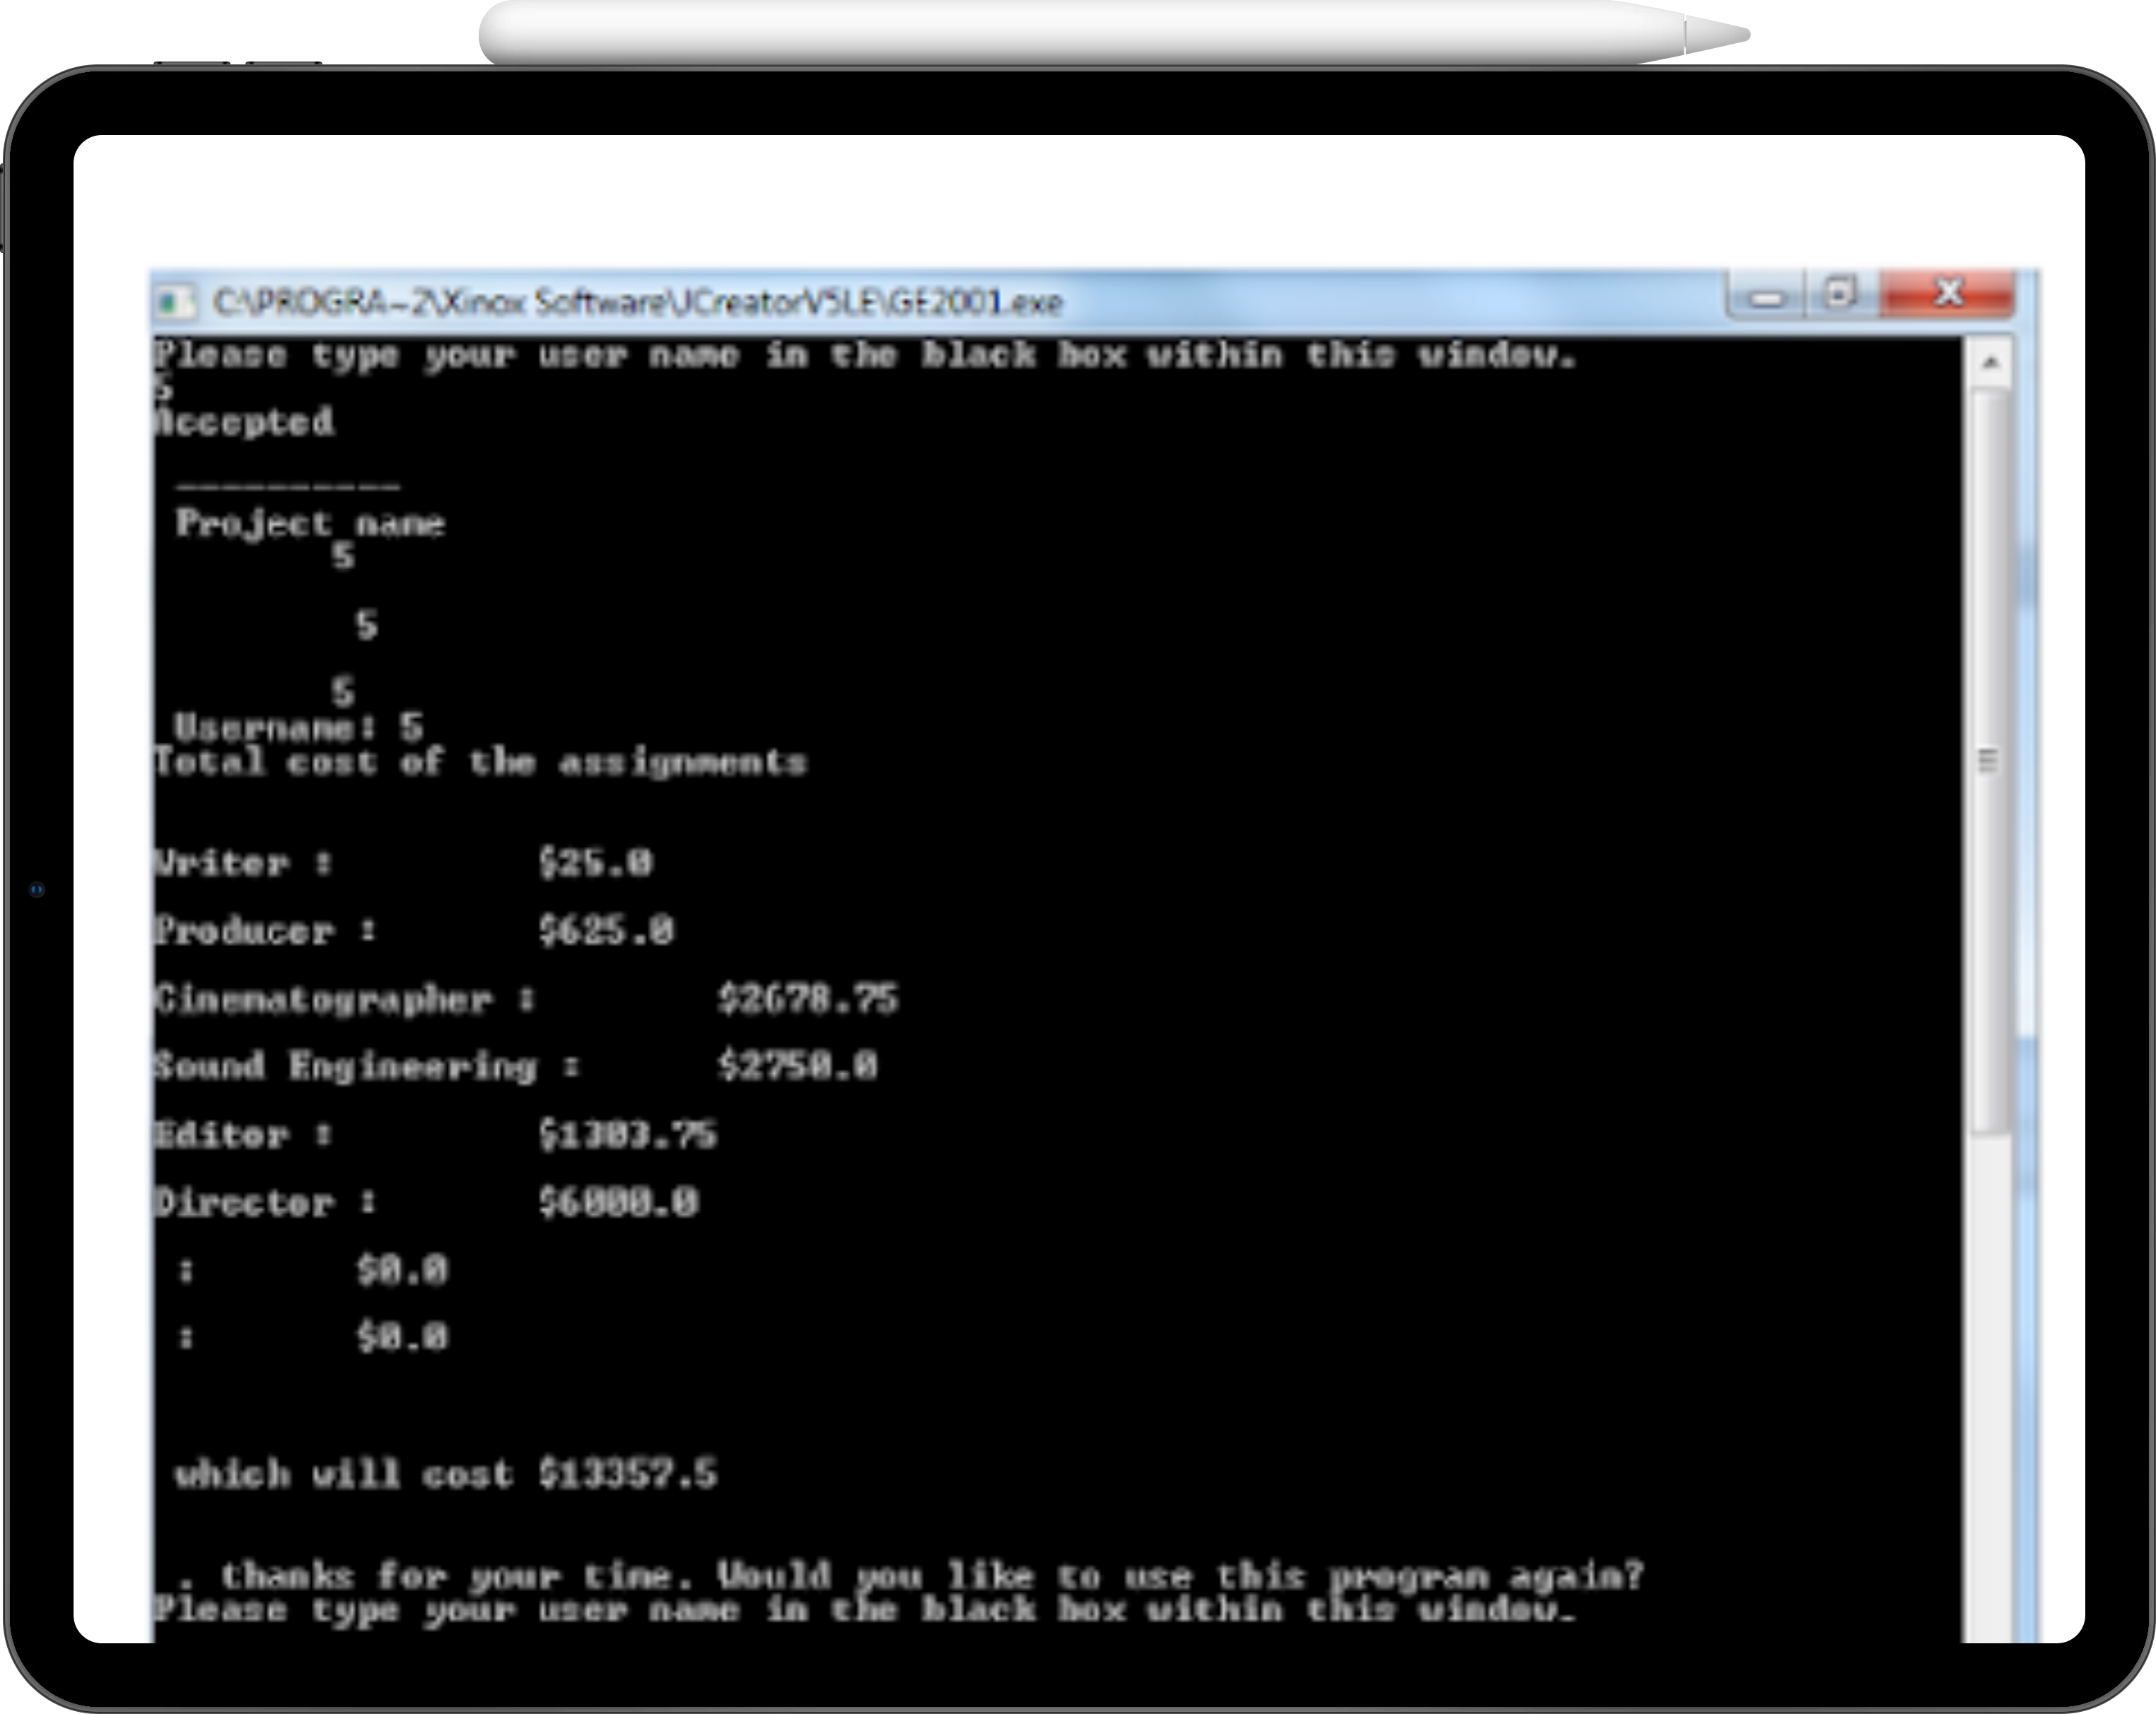 C:\PROGRA~2\Xinox Software\JCreatorV5LE\GE2001.exe
Please type your user name in the black box within this window.
5
Accepted
----------
Project name
5
5
5
Username: 5
Total cost of the assignments
Writer : $25.0
Producer : $625.0
Cinematographer : $2678.75
Sound Engineering : $2750.0
Editor : $1303.75
Director : $6000.0
: $0.0
: $0.0
which will cost $13357.5
. thanks for your time. Would you like to use this program again?
Please type your user name in the black box within this window.